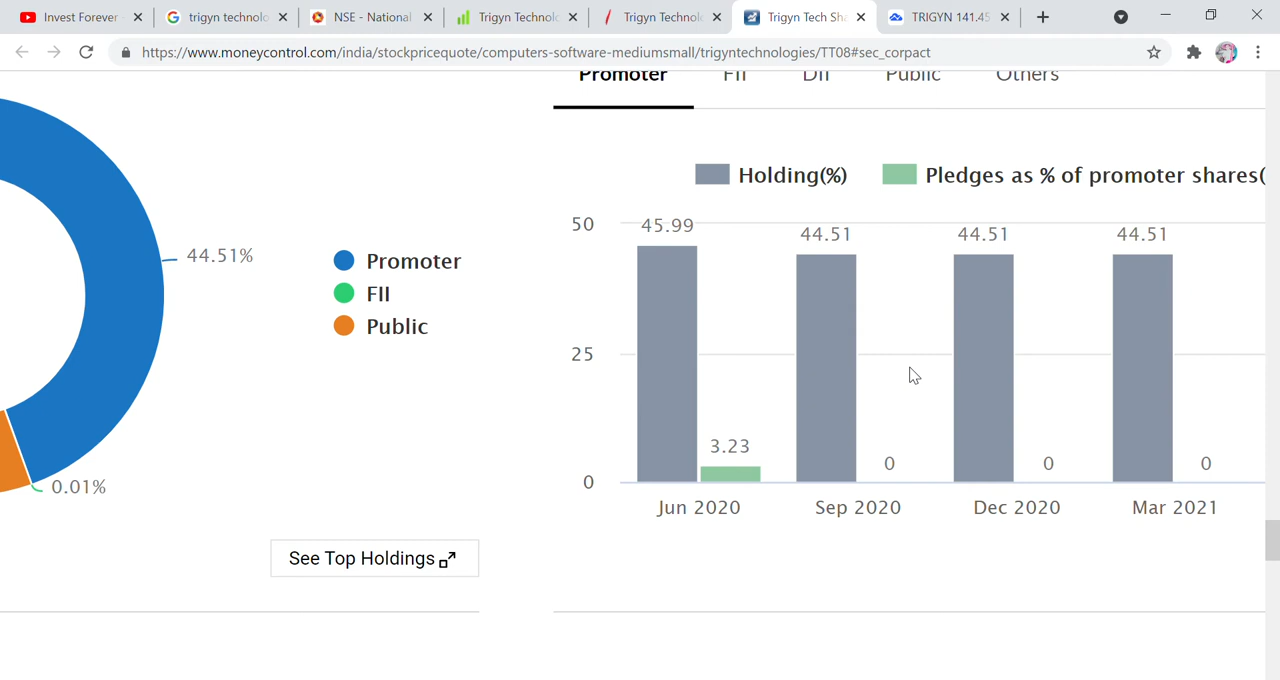 Invest Forever
trigyn technolo
NSE - National
Trigyn Technolo
Trigyn Technolo
Trigyn Tech Sha
TRIGYN 141.45
https://www.moneycontrol.com/india/stockpricequote/computers-software-mediumsmall/trigyntechnologies/TT08#sec_corpact
Promoter FII DII Public Others
Holding(%) Pledges as % of promoter shares(
44.51%
Promoter
FII
Public
0.01%
See Top Holdings
50
25
0
45.99 44.51 44.51 44.51
3.23 0 0 0
Jun 2020 Sep 2020 Dec 2020 Mar 2021